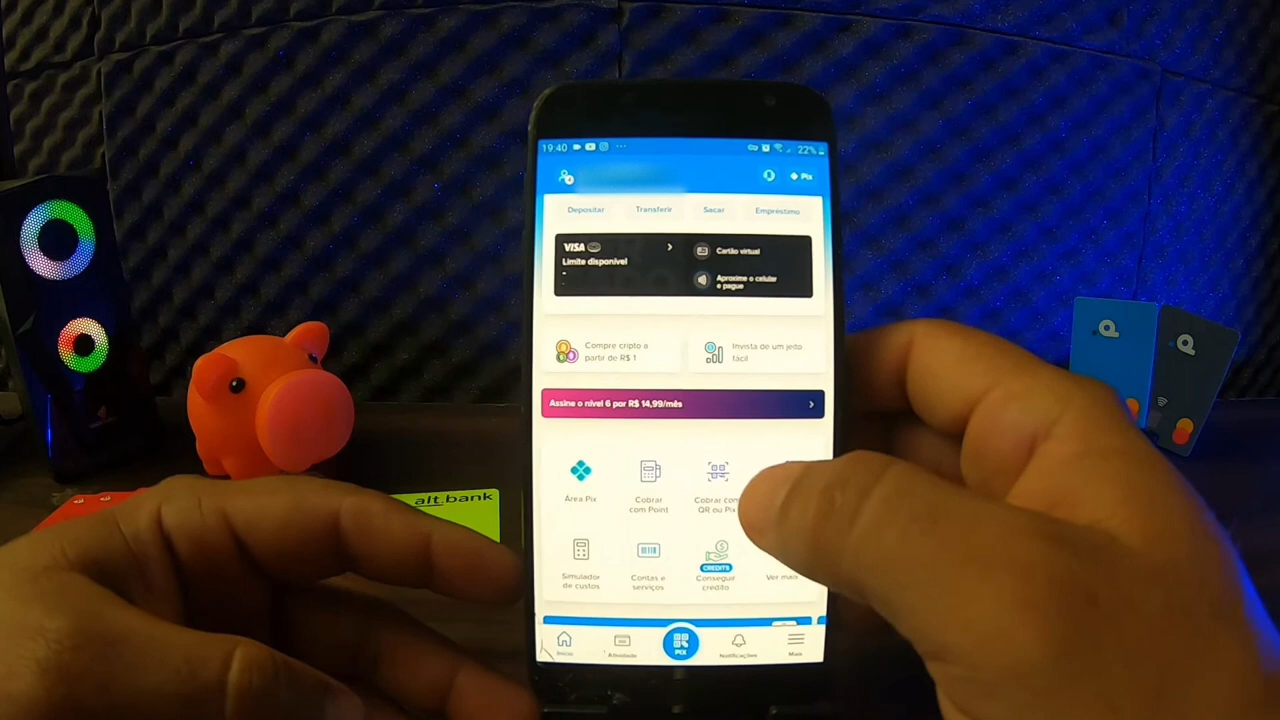 19:40
22%
Pix
Depositar
Transferir
Sacar
Empréstimo
VISA
Limite disponível
-
Cartão virtual
Aproxime o celular
e pague
Compre cripto a
partir de R$ 1
Invista de um jeito
fácil
Assine o nível 6 por R$ 14,99/mês
Área Pix
Cobrar
com Point
Cobrar com
QR ou Pix
Simulador
de custos
Contas e
serviços
CREDITS
Conseguir
crédito
Ver mais
Início
Atividade
PIX
Notificações
Mais
alt.bank